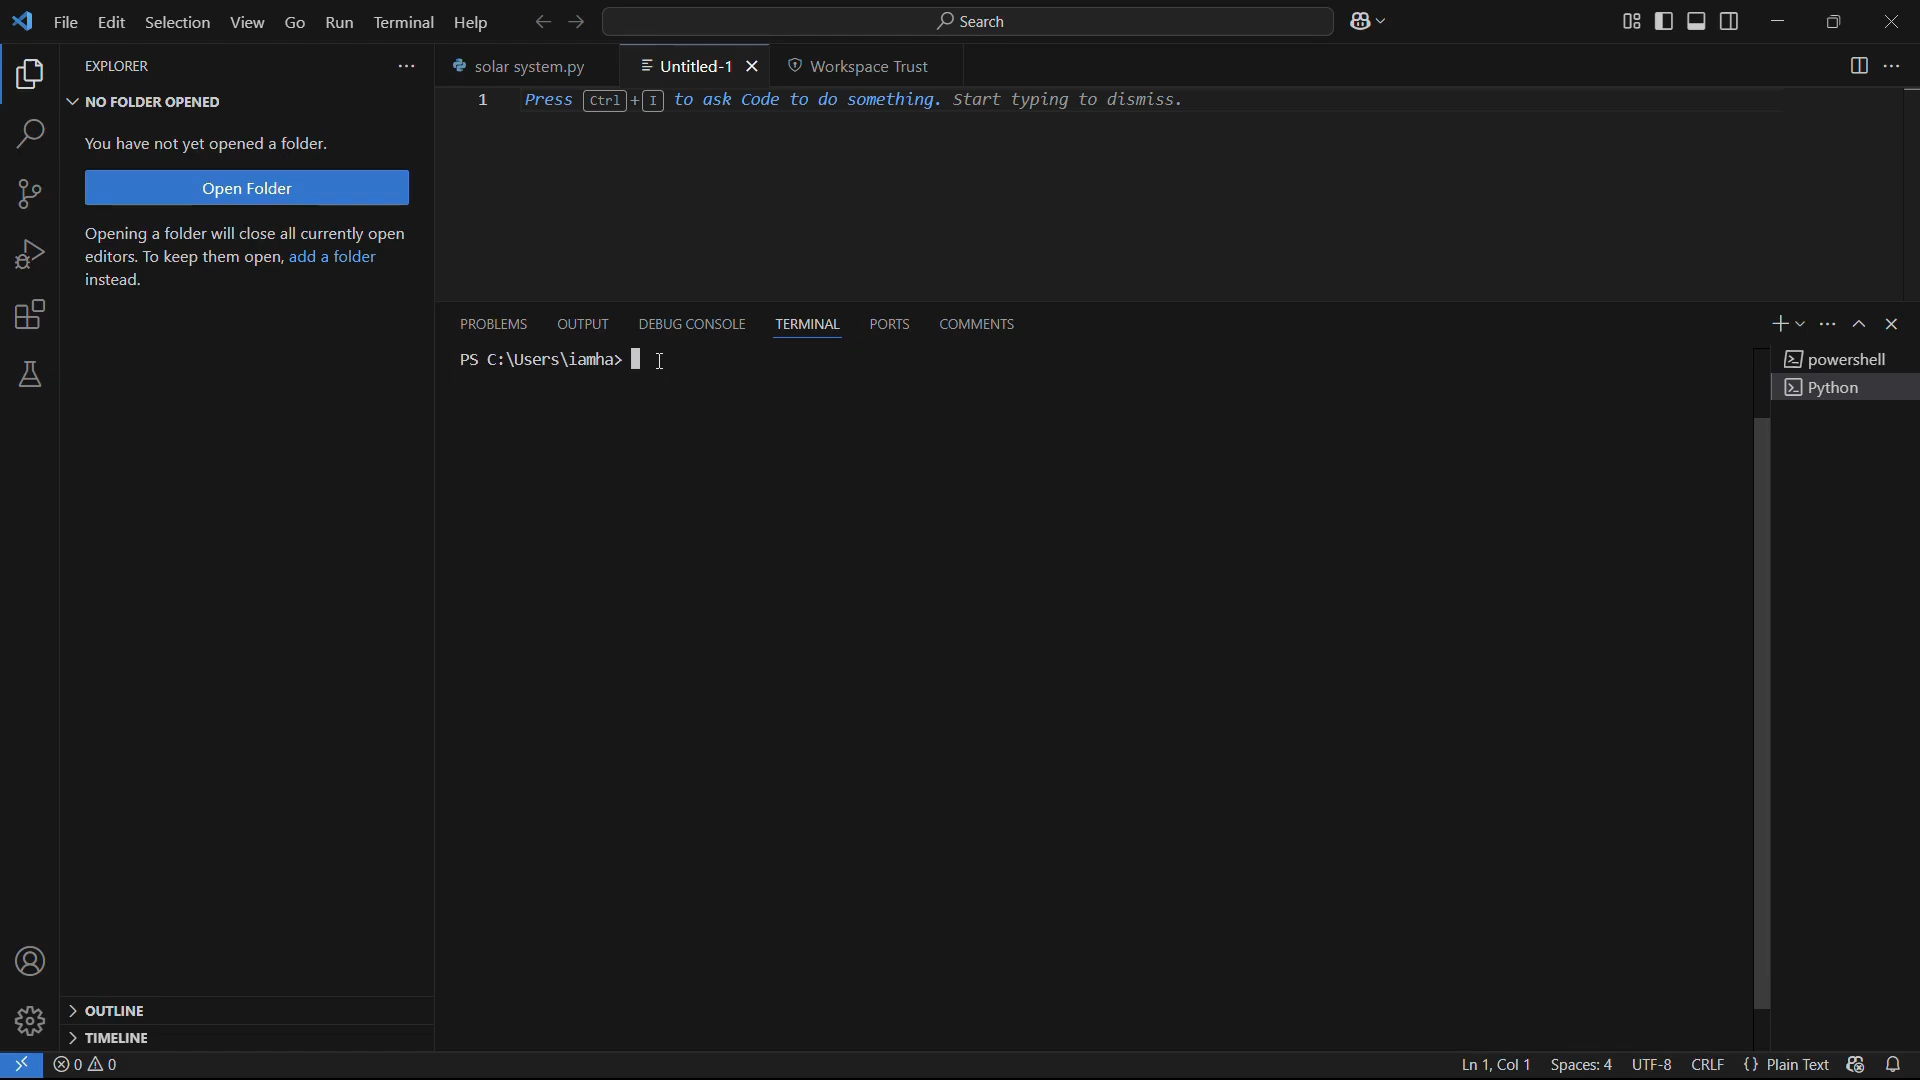 File Edit Selection View Go Run Terminal Help
Search
EXPLORER
NO FOLDER OPENED
You have not yet opened a folder.
Open Folder
Opening a folder will close all currently open
editors. To keep them open, add a folder
instead.
OUTLINE
TIMELINE
solar system.py Untitled-1 Workspace Trust
1 Press Ctrl + I to ask Code to do something. Start typing to dismiss.
PROBLEMS OUTPUT DEBUG CONSOLE TERMINAL PORTS COMMENTS
PS C:\Users\iamha>
powershell
Python
0 0 Ln 1, Col 1 Spaces: 4 UTF-8 CRLF {} Plain Text